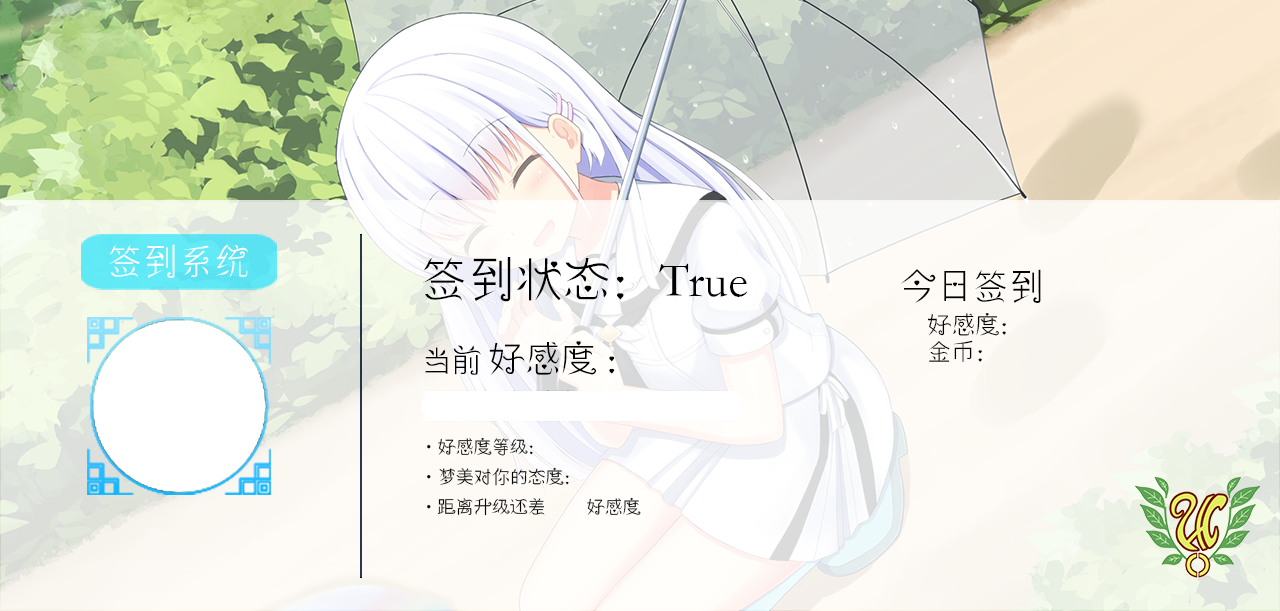 签到系统
签到状态：True
当前 好感度：
·好感度等级：
·梦美对你的态度：
·距离升级还差 好感度
今日签到
好感度：
金币：